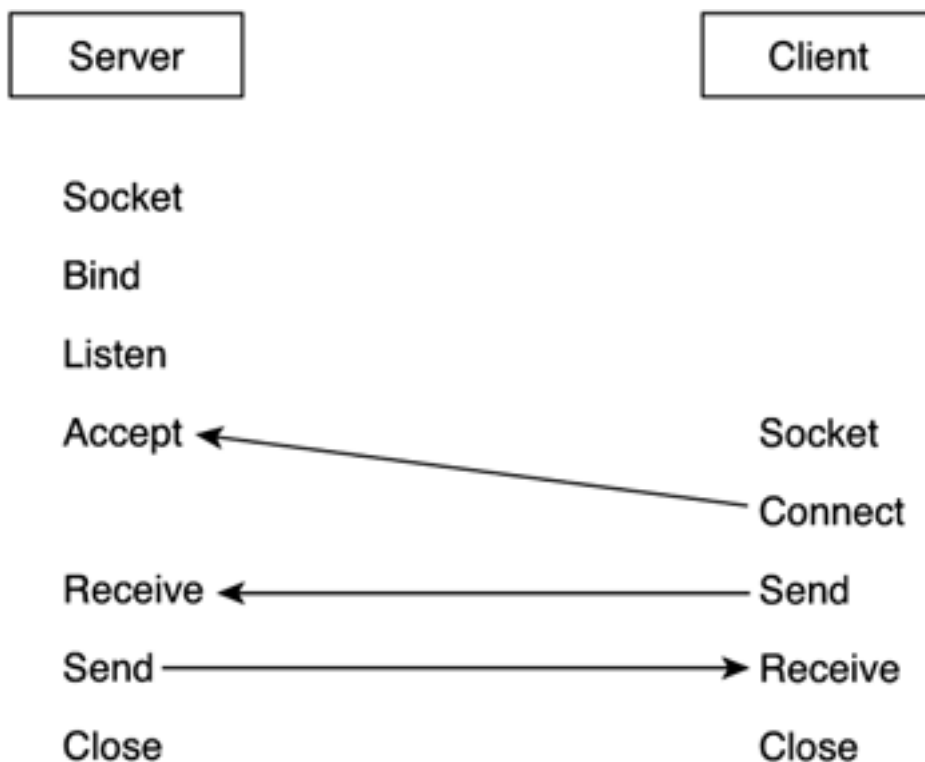 Server Client
Socket
Bind
Listen
Accept Socket
Connect
Receive Send
Send Receive
Close Close